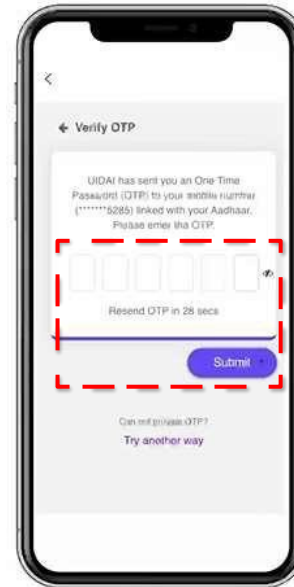 ← Verify OTP
UIDAI has sent you an One Time
Password (OTP) to your mobile number
(*******5285) linked with your Aadhaar.
Please enter the OTP.
Resend OTP in 28 secs
Submit
Can not OTP?
Try another way